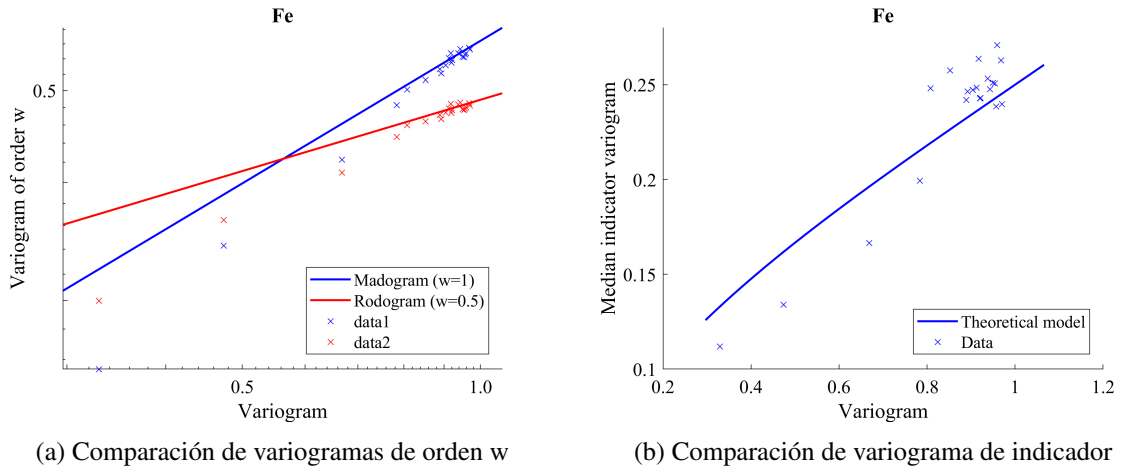 Fe
0.5
Variogram of order w
Madogram (w=1)
Rodogram (w=0.5)
data1
data2
0.5
1.0
Variogram
(a) Comparación de variogramas de orden w
Fe
0.25
0.2
0.15
0.1
Median indicator variogram
Theoretical model
Data
0.2
0.4
0.6
0.8
1
1.2
Variogram
(b) Comparación de variograma de indicador